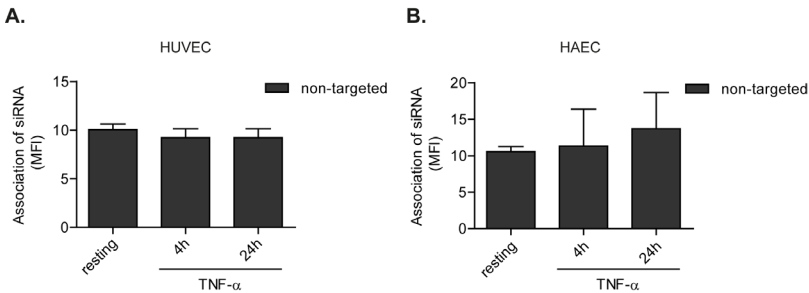 A.
HUVEC
Association of siRNA
(MFI)
15
10
5
0
non-targeted
resting
4h
24h
TNF-α
B.
HAEC
Association of siRNA
(MFI)
20
15
10
5
0
non-targeted
resting
4h
24h
TNF-α